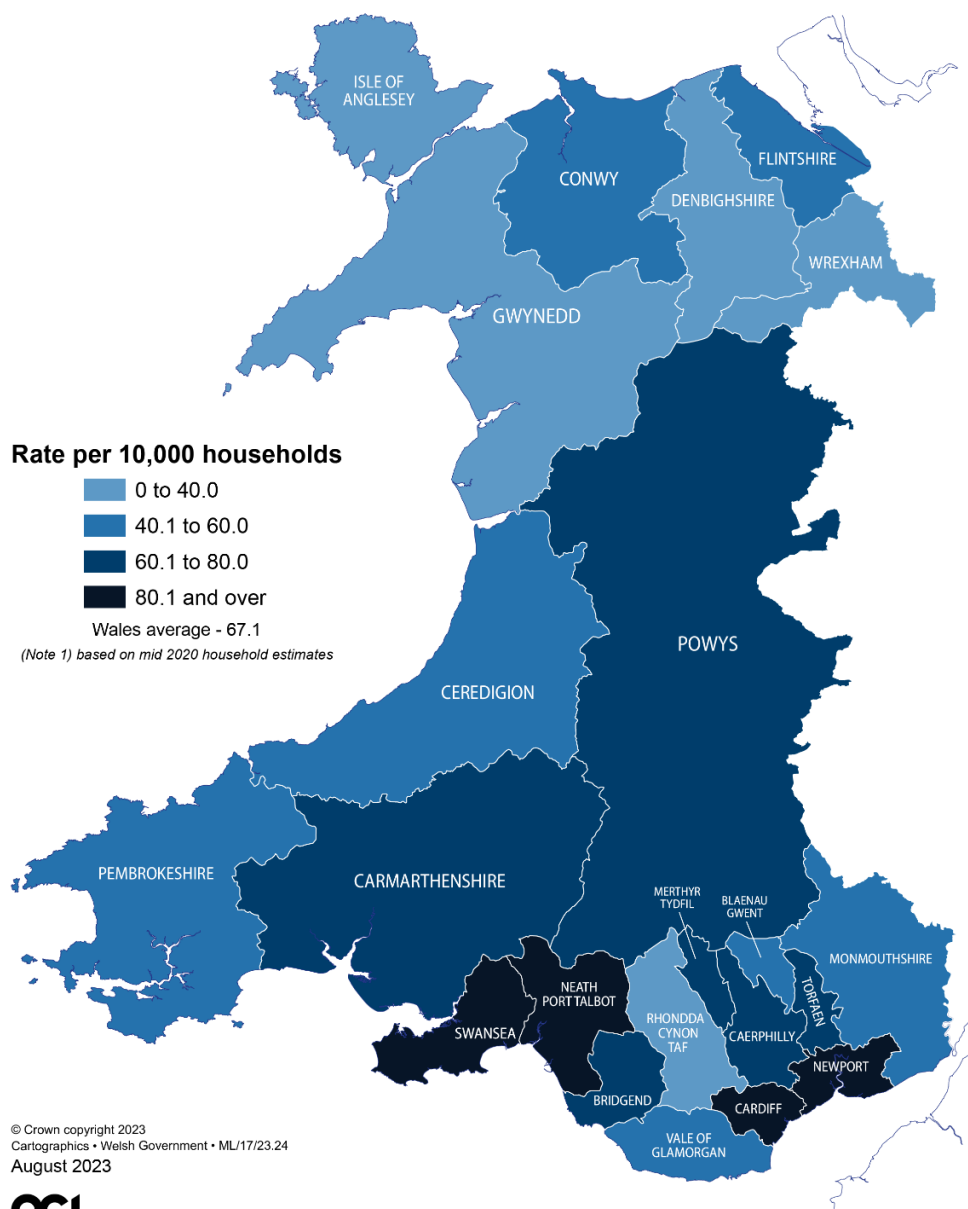 ISLE OF
ANGLESEY
FLINTSHIRE
CONWY
DENBIGHSHIRE
WREXHAM
GWYNEDD
Rate per 10,000 households
0 to 40.0
40.1 to 60.0
60.1 to 80.0
80.1 and over
Wales average - 67.1
(Note 1) based on mid 2020 household estimates
POWYS
CEREDIGION
PEMBROKESHIRE
CARMARTHENSHIRE
MERTHYR
TYDFIL
BLAENAU
GWENT
MONMOUTHSHIRE
NEATH
PORT TALBOT
TORFAEN
SWANSEA
RHONDDA
CYNON
TAF
CAERPHILLY
NEWPORT
BRIDGEND
CARDIFF
VALE OF
GLAMORGAN
© Crown copyright 2023
Cartographics • Welsh Government • ML/17/23.24
August 2023